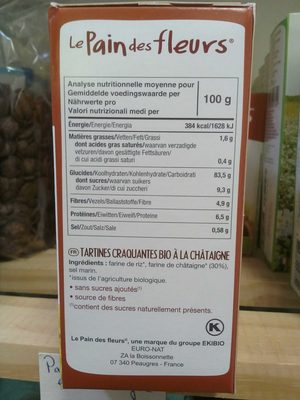 Le Pain des fleurs®
Analyse nutritionnelle moyenne pour
Gemiddelde voedingswaarde per
Nährwerte pro
Valori nutrizionali medi per
100 g
Énergie/Energie/Energia
384 kcal/1628 kJ
Matières grasses/Vetten/Fett/Grassi
1,6 g
dont acides gras saturés/waarvan verzadigde
vetzuren/davon gesättigte Fettsäuren/
di cui acidi grassi saturi
0,4 g
Glucides/Koolhydraten/Kohlenhydrate/Carboidrati
83,5 g
dont sucres/waarvan suikers
davon Zucker/di cui zuccheri
9,3 g
Fibres/Vezels/Ballaststoffe/Fibre
4,9 g
Protéines/Eiwitten/Eiweiß/Proteine
6,5 g
Sel/Zout/Salz/Sale
0,58 g
FR TARTINES CRAQUANTES BIO À LA CHÂTAIGNE
Ingrédients : farine de riz*, farine de châtaigne* (30%),
sel marin.
*issus de l'agriculture biologique.
• sans sucres ajoutés(1)
• source de fibres
(1)contient des sucres naturellement présents.
K
Le Pain des fleurs®, une marque du groupe EKIBIO
EURO-NAT
ZA la Boissonnette
07 340 Peaugres - France